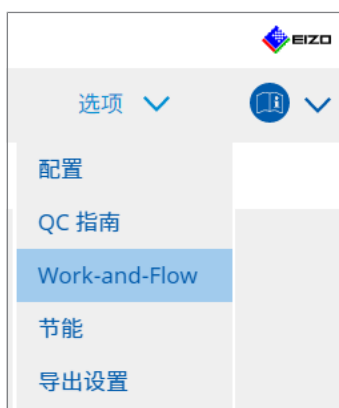 EIZO
选项
配置
QC 指南
Work-and-Flow
节能
导出设置